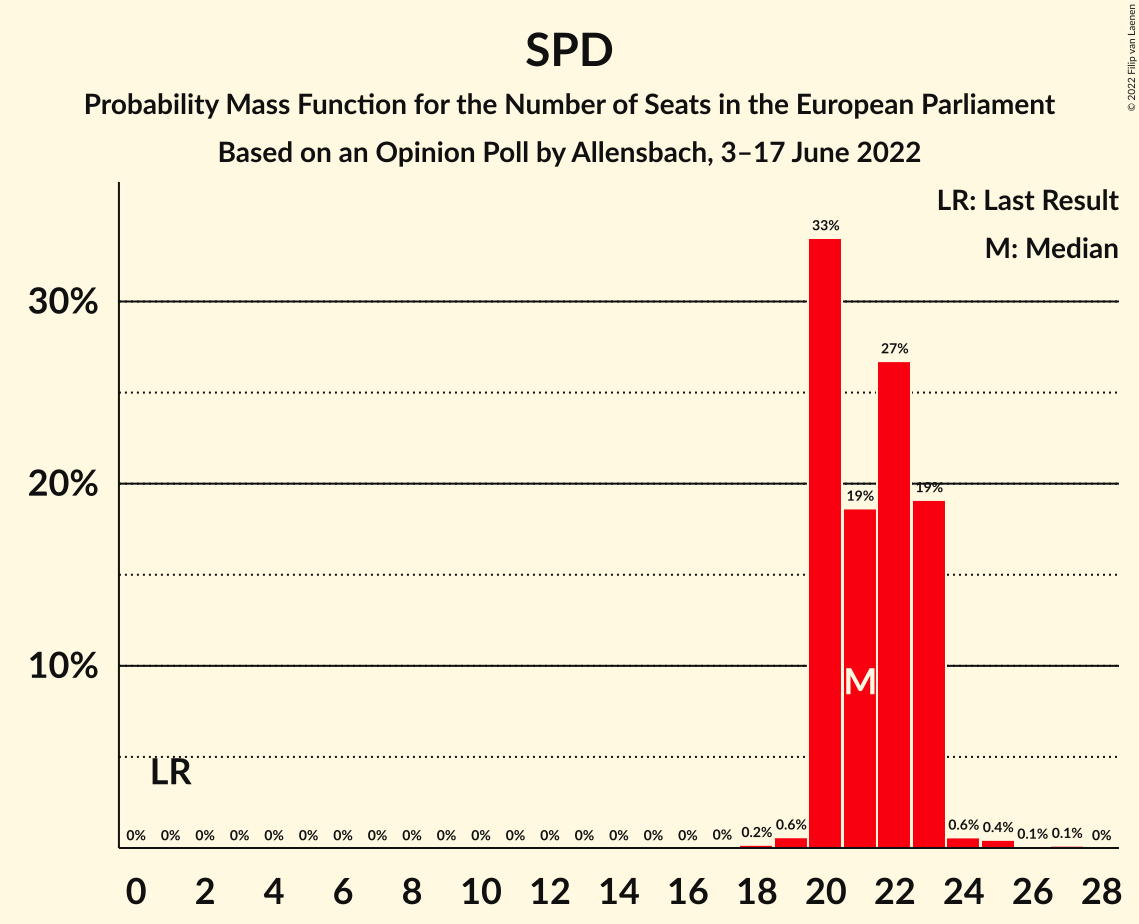 SPD
Probability Mass Function for the Number of Seats in the European Parliament
Based on an Opinion Poll by Allensbach, 3–17 June 2022
© 2022 Filip van Laenen
LR: Last Result
M: Median
33%
30%
27%
20%
19%
19%
10%
M
LR
0% 0% 0% 0% 0% 0% 0% 0% 0% 0% 0% 0% 0% 0% 0% 0% 0% 0% 0.2% 0.6% 0.6% 0.4% 0.1% 0.1% 0%
0 2 4 6 8 10 12 14 16 18 20 22 24 26 28